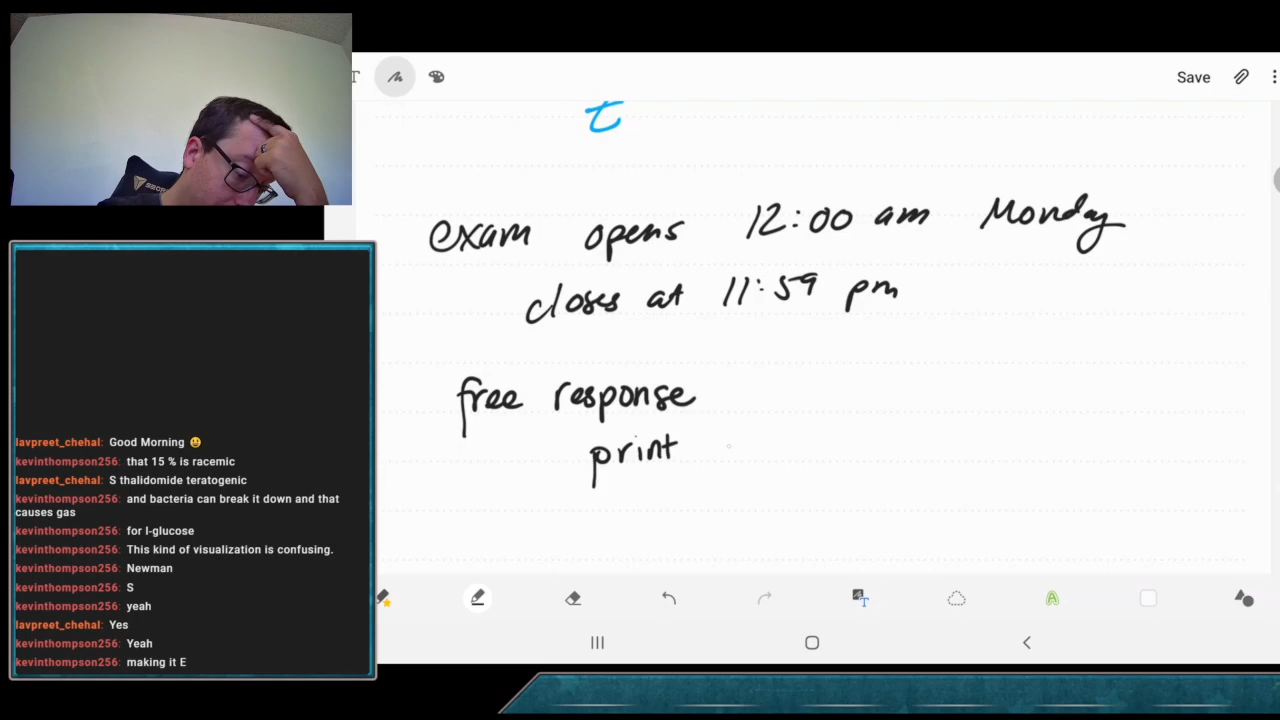 T
Save
t
exam opens 12:00 am Monday
closes at 11:59 pm
free response
print
lavpreet_chehal: Good Morning 😃
kevinthompson256: that 15 % is racemic
lavpreet_chehal: S thalidomide teratogenic
kevinthompson256: and bacteria can break it down and that
causes gas
kevinthompson256: for l-glucose
kevinthompson256: This kind of visualization is confusing.
kevinthompson256: Newman
kevinthompson256: S
kevinthompson256: yeah
lavpreet_chehal: Yes
kevinthompson256: Yeah
kevinthompson256: making it E